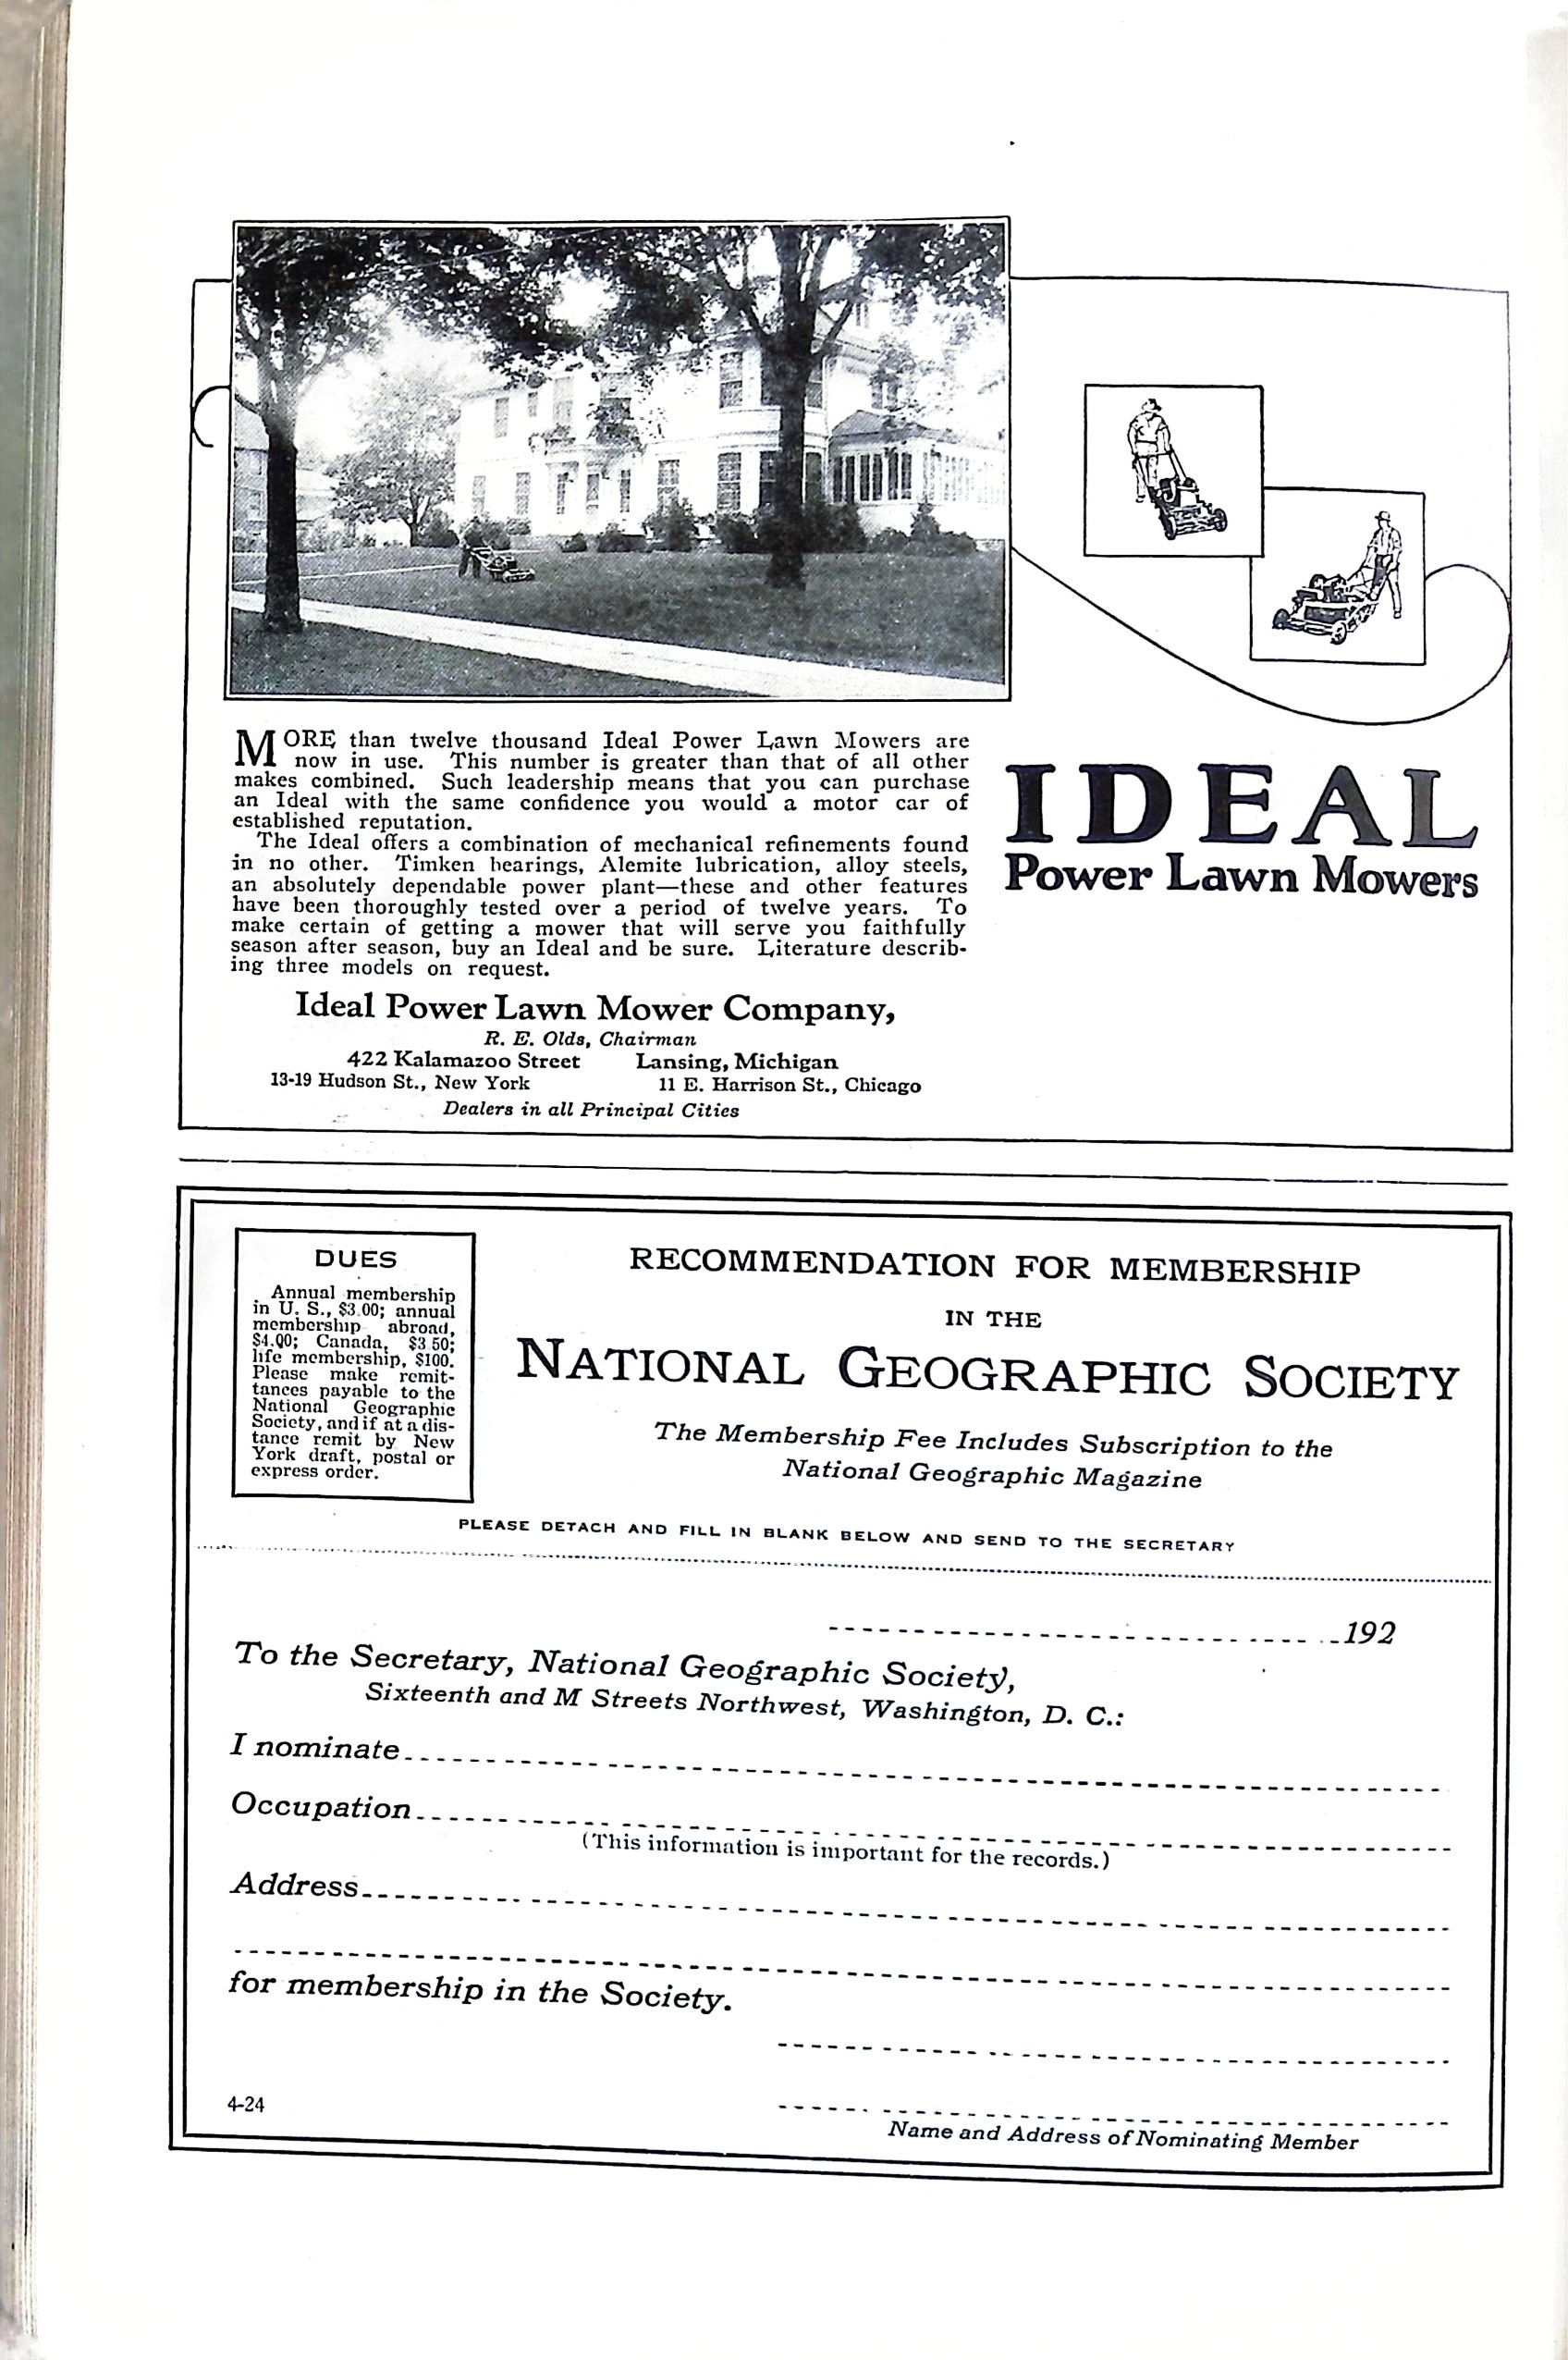 MORE than twelve thousand Ideal Power Lawn Mowers are
now in use. This number is greater than that of all other
makes combined. Such leadership means that you can purchase
an Ideal with the same confidence you would a motor car of
established reputation.
The Ideal offers a combination of mechanical refinements found
in no other. Timken bearings, Alemite lubrication, alloy steels,
an absolutely dependable power plant—these and other features
have been thoroughly tested over a period of twelve years. To
make certain of getting a mower that will serve you faithfully
season after season, buy an Ideal and be sure. Literature describ-
ing three models on request.
Ideal Power Lawn Mower Company,
R. E. Olds, Chairman
422 Kalamazoo Street Lansing, Michigan
13-19 Hudson St., New York 11 E. Harrison St., Chicago
Dealers in all Principal Cities
IDEAL
Power Lawn Mowers
DUES
Annual membership
in U. S., $3.00; annual
membership abroad,
$4.00; Canada, $3.50;
life membership, $100.
Please make remit-
tances payable to the
National Geographic
Society, and if at a dis-
tance remit by New
York draft, postal or
express order.
RECOMMENDATION FOR MEMBERSHIP
IN THE
NATIONAL GEOGRAPHIC SOCIETY
The Membership Fee Includes Subscription to the
National Geographic Magazine
PLEASE DETACH AND FILL IN BLANK BELOW AND SEND TO THE SECRETARY
192
To the Secretary, National Geographic Society,
Sixteenth and M Streets Northwest, Washington, D. C.:
I nominate
Occupation
(This information is important for the records.)
Address
for membership in the Society.
4-24
Name and Address of Nominating Member